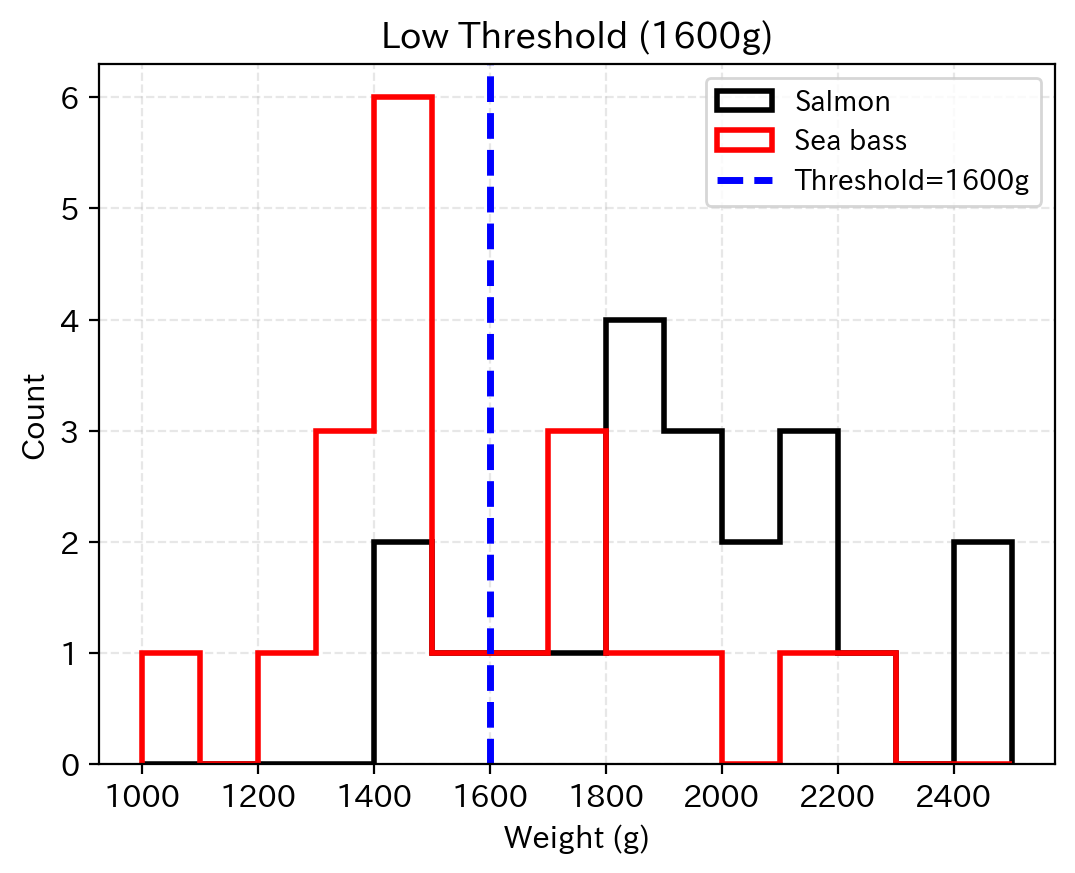 Low Threshold (1600g)
Salmon
Sea bass
Threshold=1600g
Count
6
5
4
3
2
1
0
1000 1200 1400 1600 1800 2000 2200 2400
Weight (g)